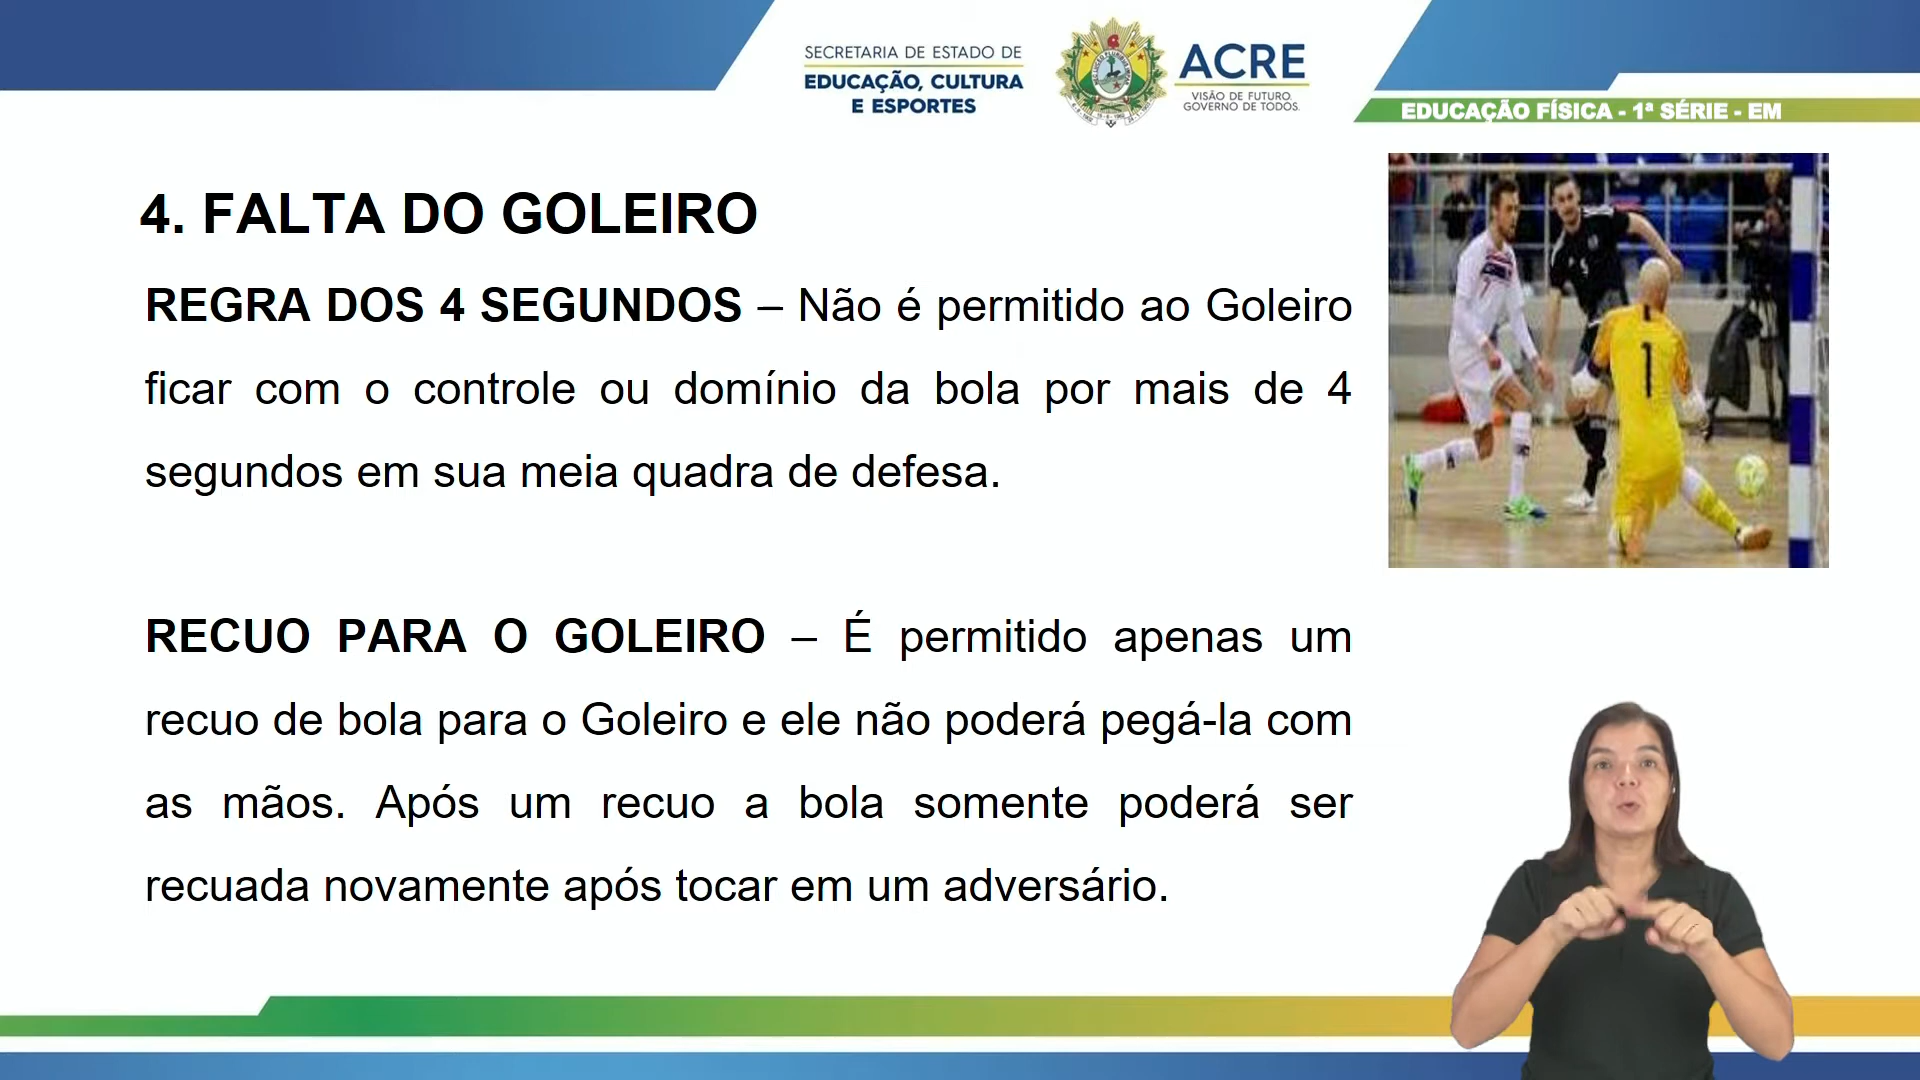 SECRETARIA DE ESTADO DE
EDUCAÇÃO, CULTURA
E ESPORTES
ACRE
VISÃO DE FUTURO.
GOVERNO DE TODOS.
EDUCAÇÃO FÍSICA - 1ª SÉRIE - EM
4. FALTA DO GOLEIRO
REGRA DOS 4 SEGUNDOS – Não é permitido ao Goleiro
ficar com o controle ou domínio da bola por mais de 4
segundos em sua meia quadra de defesa.
1
RECUO PARA O GOLEIRO – É permitido apenas um
recuo de bola para o Goleiro e ele não poderá pegá-la com
as mãos. Após um recuo a bola somente poderá ser
recuada novamente após tocar em um adversário.